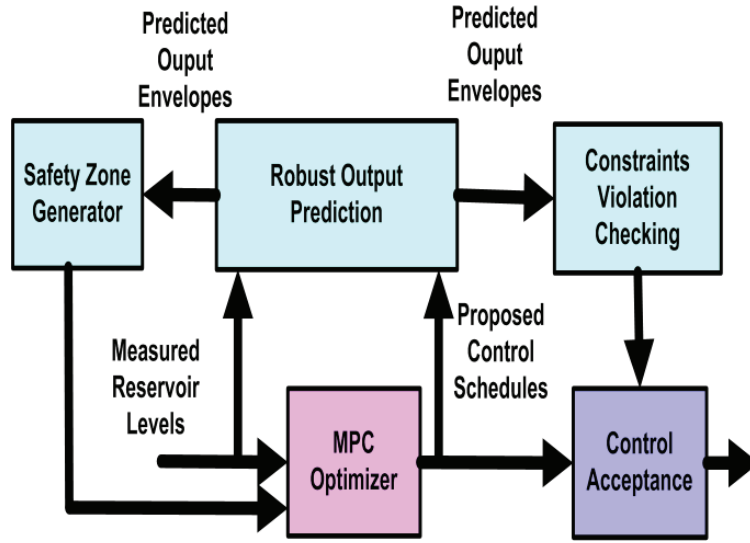 Predicted
Ouput
Envelopes
Predicted
Ouput
Envelopes
Safety Zone
Generator
Robust Output
Prediction
Constraints
Violation
Checking
Measured
Reservoir
Levels
Proposed
Control
Schedules
MPC
Optimizer
Control
Acceptance